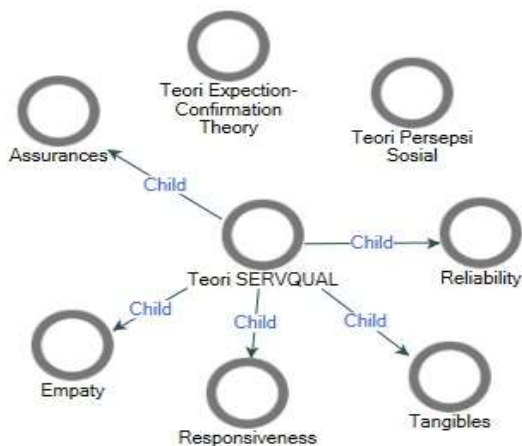 Teori Expection-
Confirmation
Theory
Teori Persepsi
Sosial
Assurances
Child
Child
Reliability
Teori SERVQUAL
Child
Child
Child
Empaty
Responsiveness
Tangibles